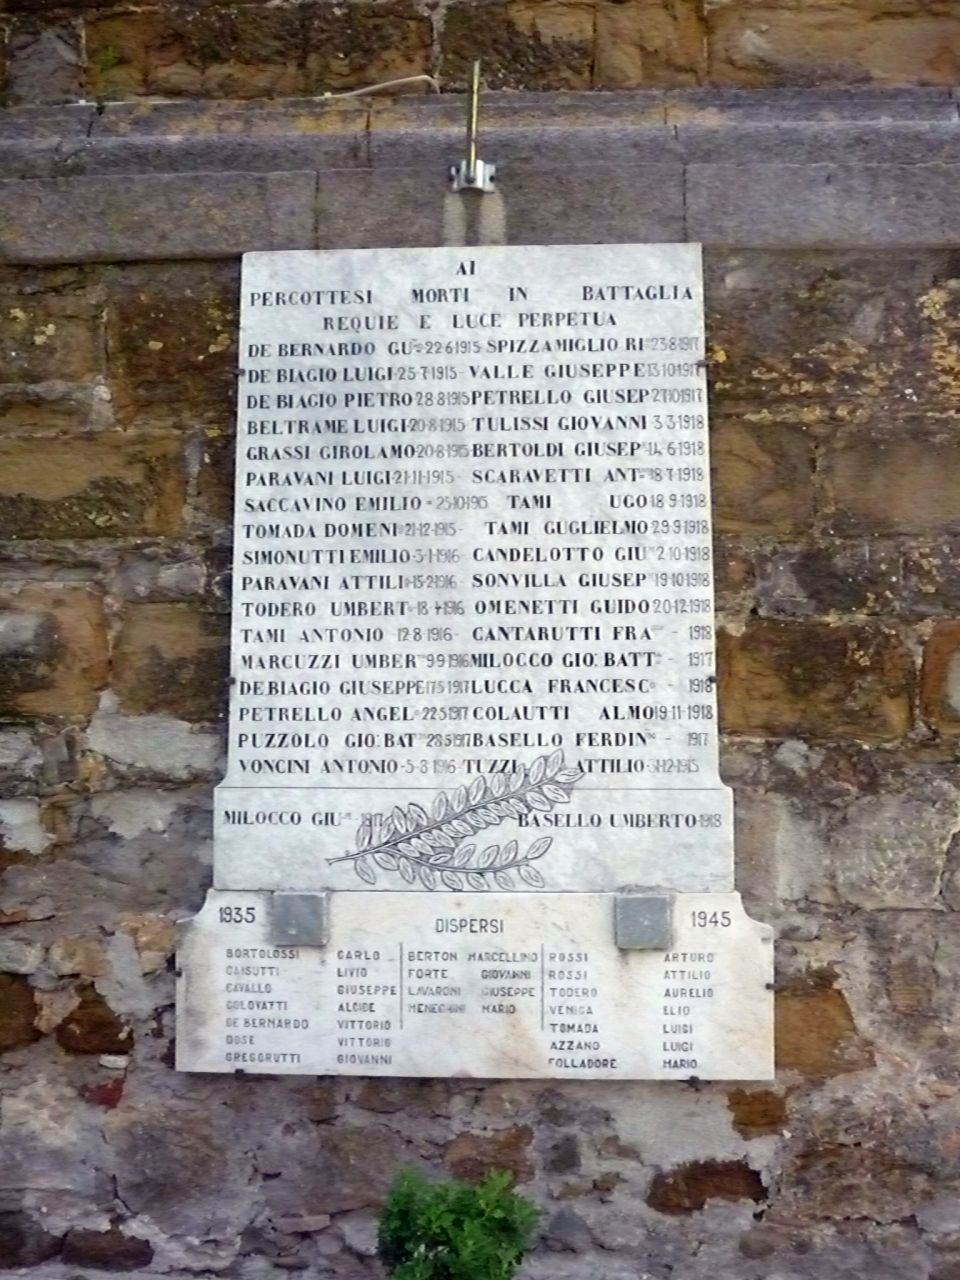 AI
PERCOTTESI MORTI IN BATTAGLIA
REQUIE E LUCE PERPETUA
DE BERNARDO GU= 22·6·1915 SPIZZAMIGLIO RI= 23·8·1917
DE BIAGIO LUIGI 25·7·1915 VALLE GIUSEPPE 13·10·1917
DE BIAGIO PIETRO 28·8·1915 PETRELLO GIUSEP= 27·10·1917
BELTRAME LUIGI 20·8·1915 TULISSI GIOVANNI 3·3·1918
GRASSI GIROLAMO 20·8·1915 BERTOLDI GIUSEP=
PARAVANI LUIGI 21·11·1915 SCARAVETTI ANT= 18·7·1918
SACCAVINO EMILIO = 25·10·1915 TAMI UGO 18·9·1918
TOMADA DOMENI= 21·12·1915 TAMI GUGLIELMO 29·9·1918
SIMONUTTI EMILIO 3·1·1916 CANDELOTTO GIU= 2·10·1918
PARAVANI ATTILI= 15·2·1916 SONVILLA GIUSEP= 19·10·1918
TODERO UMBERT= 18·4·1916 OMENETTI GUIDO 20·12·1918
TAMI ANTONIO 12·8·1916 CANTARUTTI FRA= - 1918
MARCUZZI UMBER= 9·9·1916 MILOCCO GIO: BATT= - 1917
DEBIAGIO GIUSEPPE 17·5·1917 LUCCA FRANCESC= - 1918
PETRELLO ANGEL= 22·5·1917 COLAUTTI ALMO 19·11·1918
PUZZOLO GIO: BAT= 28·5·1917 BASELLO FERDIN= - 1917
VONCINI ANTONIO -5·8·1916 TUZZI ATTILIO 31·12·1915
MILOCCO GIU= 1917 BASELLO UMBERTO 1918
1935 DISPERSI 1945
BORTOLOSSI CARLO BERTON MARCELLINO ROSSI ARTURO
CAISUTTI LIVIO FORTE GIOVANNI ROSSI ATTILIO
CAVALLO GIUSEPPE LAVARONI GIUSEPPE TODERO AURELIO
COLOVATTI ALCIDE MENEGHINI MARIO VENICA ELIO
DE BERNARDO VITTORIO TOMADA LUIGI
DOSE VITTORIO AZZANO LUIGI
GREGORUTTI GIOVANNI FOLLADORE MARIO